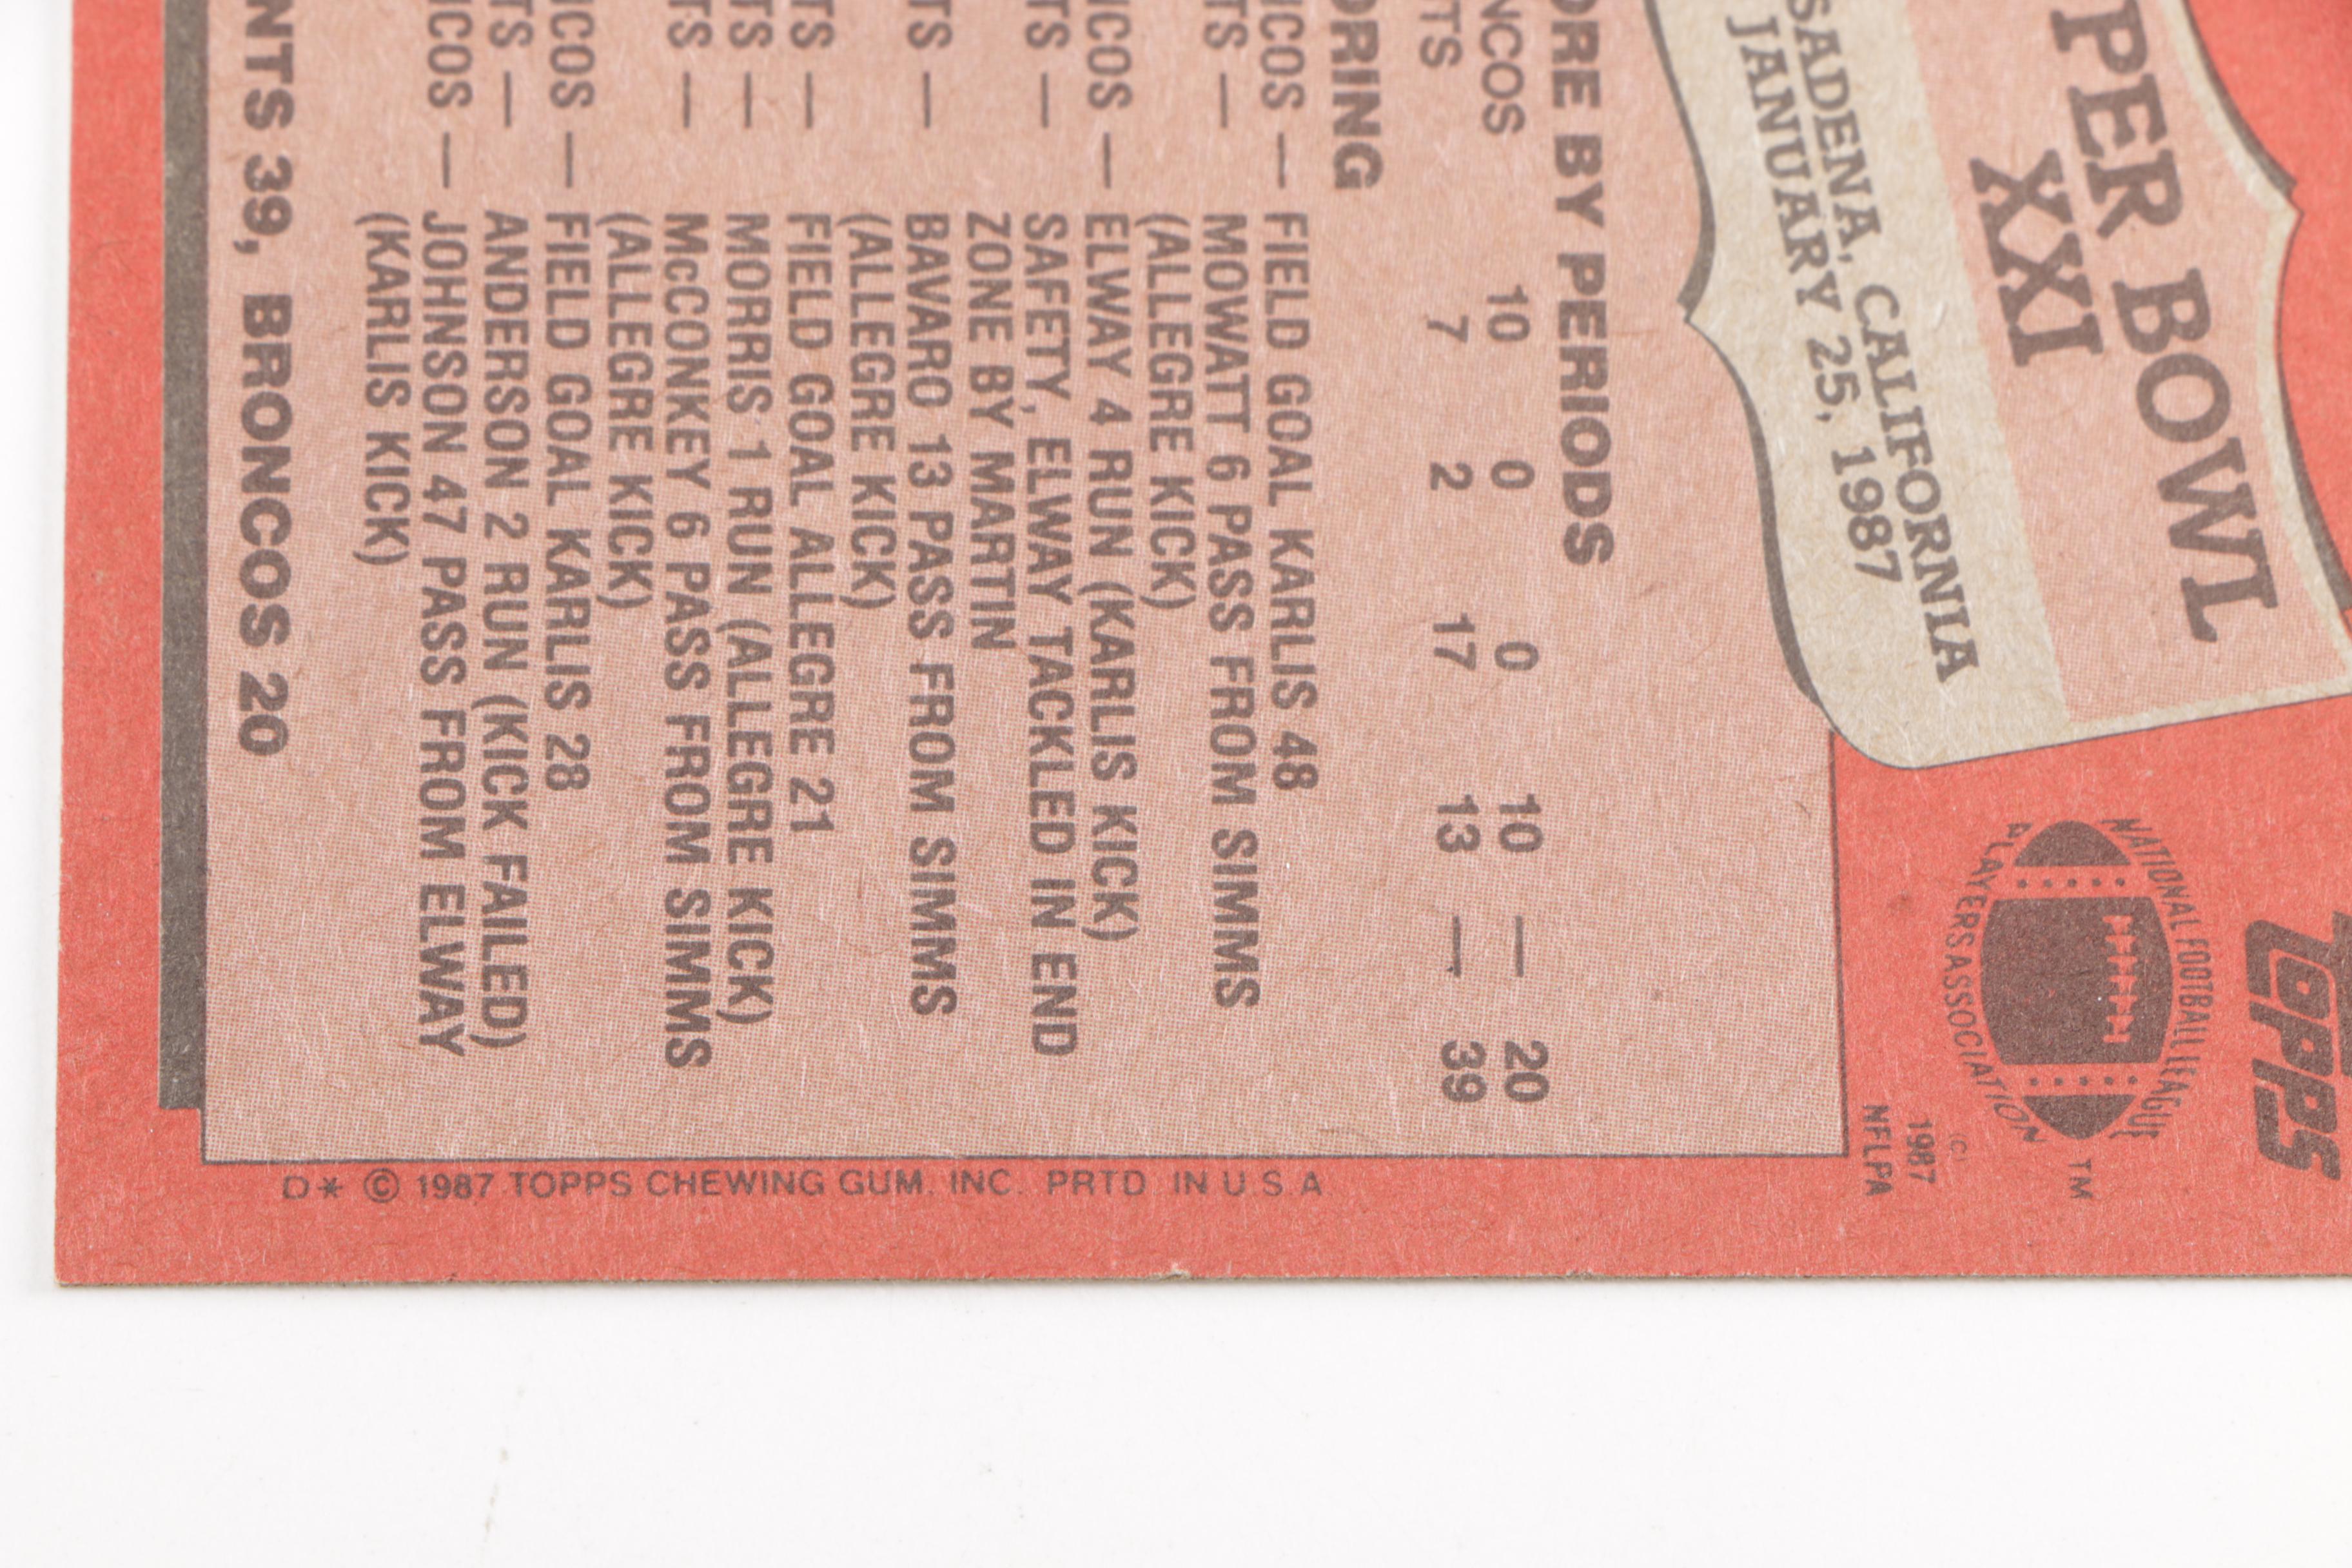 PER BOWL
XXI
SADENA, CALIFORNIA
JANUARY 25, 1987
TOPPS
NATIONAL FOOTBALL LEAGUE
PLAYERS ASSOCIATION
TM
(C)
1987
NFLPA
ORE BY PERIODS
NCOS 10 0 0 10 — 20
TS 7 2 17 13 — 39
ORING
ICOS — FIELD GOAL KARLIS 48
TS — MOWATT 6 PASS FROM SIMMS
(ALLEGRE KICK)
ICOS — ELWAY 4 RUN (KARLIS KICK)
TS — SAFETY, ELWAY TACKLED IN END
ZONE BY MARTIN
TS — BAVARO 13 PASS FROM SIMMS
(ALLEGRE KICK)
TS — FIELD GOAL ALLEGRE 21
TS — MORRIS 1 RUN (ALLEGRE KICK)
TS — McCONKEY 6 PASS FROM SIMMS
(ALLEGRE KICK)
ICOS — FIELD GOAL KARLIS 28
TS — ANDERSON 2 RUN (KICK FAILED)
ICOS — JOHNSON 47 PASS FROM ELWAY
(KARLIS KICK)
NTS 39, BRONCOS 20
D* © 1987 TOPPS CHEWING GUM, INC. PRTD IN U.S.A